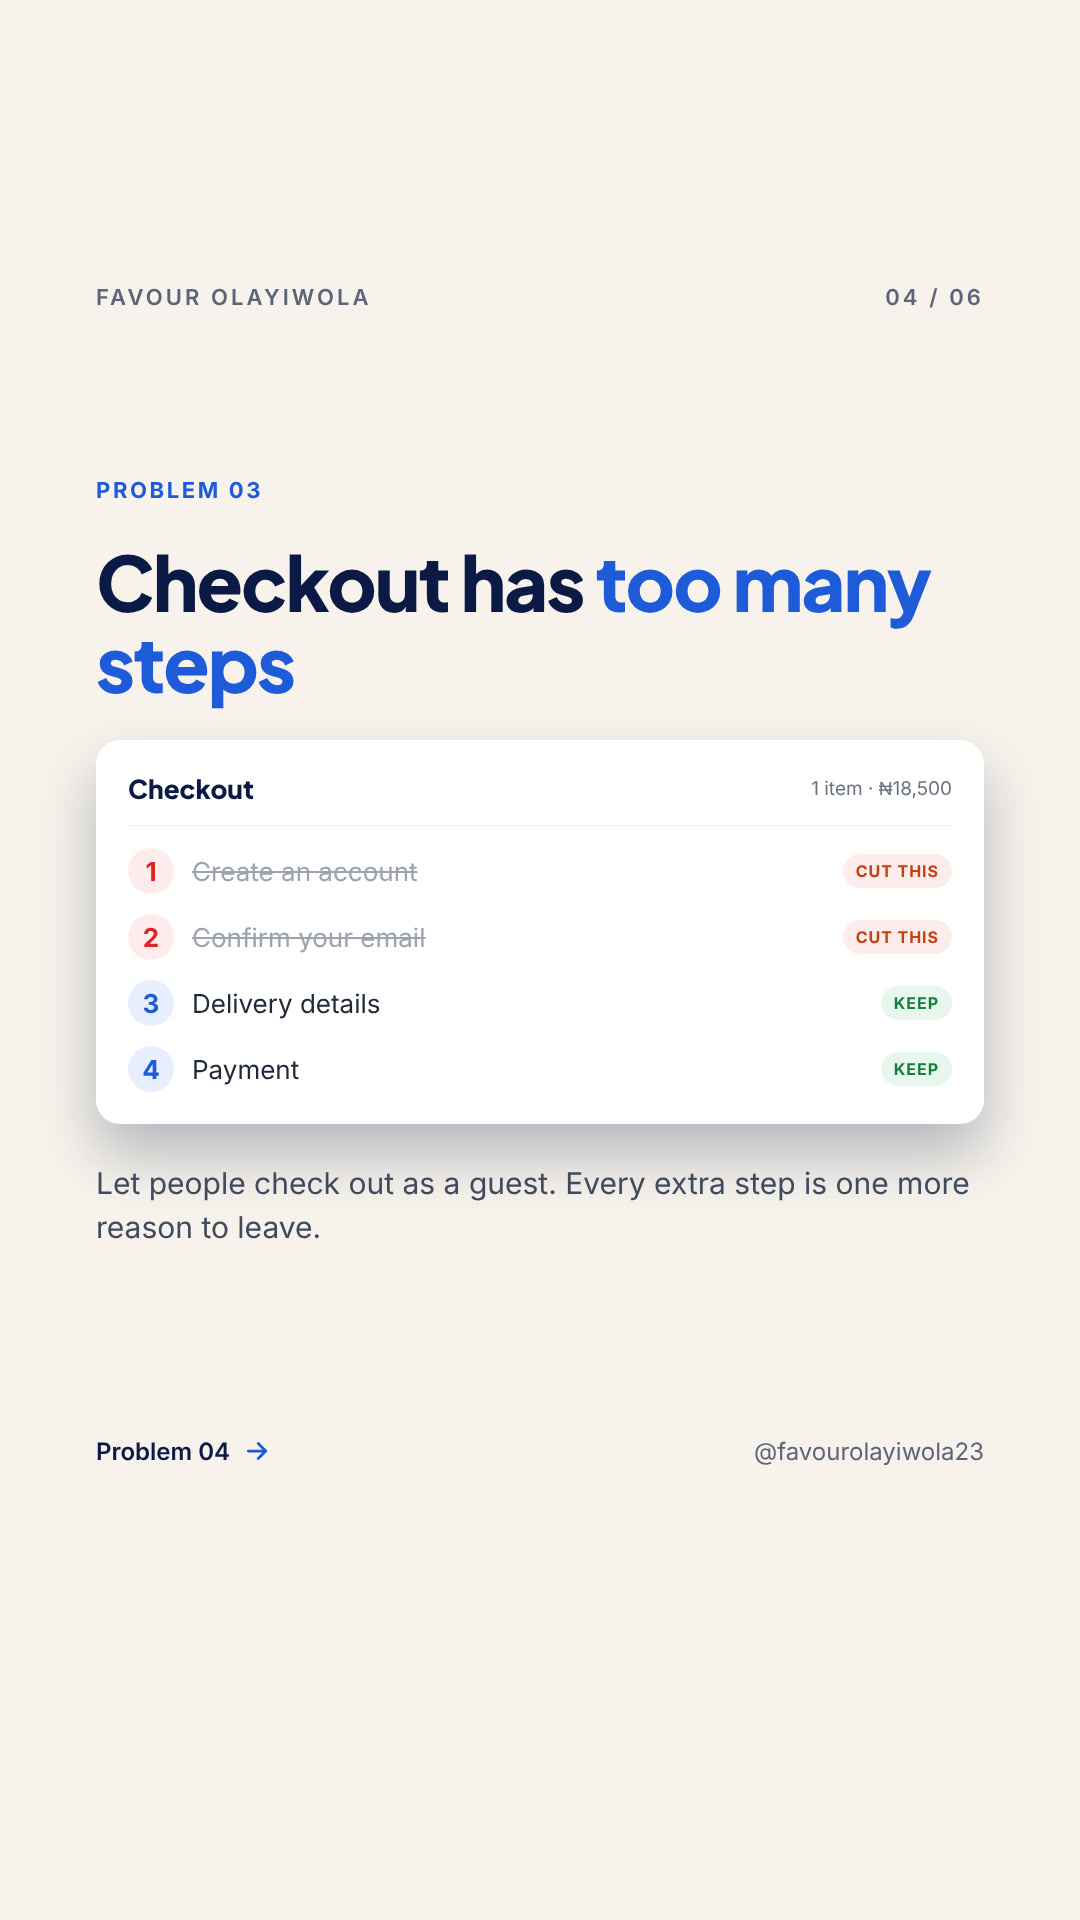 FAVOUR OLAYIWOLA
04 / 06
PROBLEM 03
Checkout has too many
steps
Checkout
1 item · ₦18,500
1 Create an account CUT THIS
2 Confirm your email CUT THIS
3 Delivery details KEEP
4 Payment KEEP
Let people check out as a guest. Every extra step is one more
reason to leave.
Problem 04 →
@favourolayiwola23